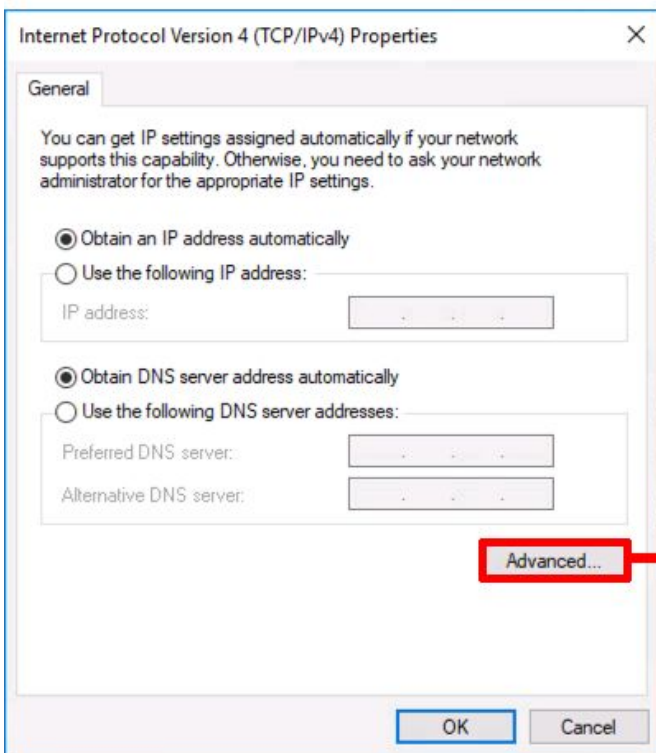 Internet Protocol Version 4 (TCP/IPv4) Properties
General
You can get IP settings assigned automatically if your network
supports this capability. Otherwise, you need to ask your network
administrator for the appropriate IP settings.
Obtain an IP address automatically
Use the following IP address:
IP address:
Obtain DNS server address automatically
Use the following DNS server addresses:
Preferred DNS server:
Alternative DNS server:
Advanced...
OK Cancel